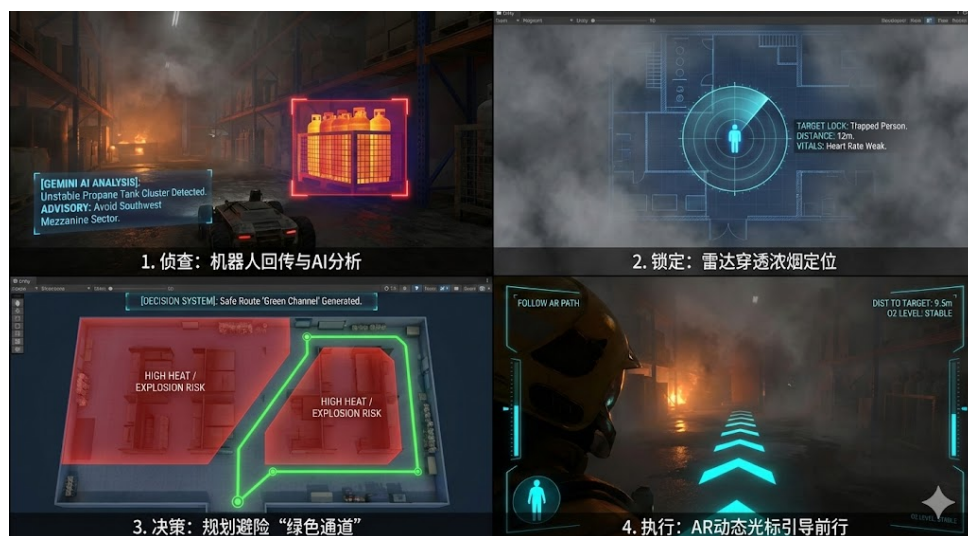 [GEMINI AI ANALYSIS]:
Unstable Propane Tank Cluster Detected.
ADVISORY: Avoid Southwest
Mezzanine Sector.
1. 侦查：机器人回传与AI分析
TARGET LOCK: Trapped Person.
DISTANCE: 12m.
VITALS: Heart Rate Weak.
2. 锁定：雷达穿透浓烟定位
[DECISION SYSTEM]: Safe Route 'Green Channel' Generated.
HIGH HEAT /
EXPLOSION RISK
HIGH HEAT /
EXPLOSION RISK
3. 决策：规划避险“绿色通道”
FOLLOW AR PATH
DIST TO TARGET: 9.5m
O2 LEVEL: STABLE
4. 执行：AR动态光标引导前行